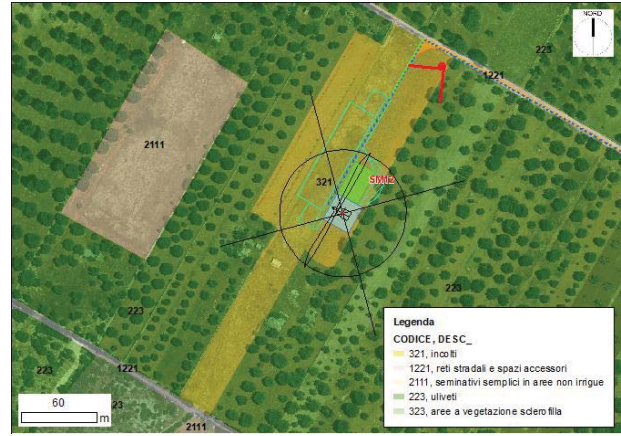 NORD
223
1221
2111
321
SM12
223
223
223
1221
2111
60
m
Legenda
CODICE, DESC_
321, incolti
1221, reti stradali e spazi accessori
2111, seminativi semplici in aree non irrigue
223, uliveti
323, aree a vegetazione sclerofilla